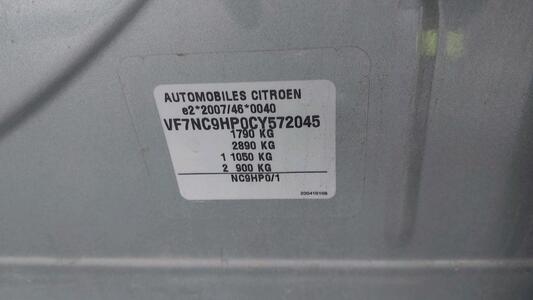 AUTOMOBILES CITROEN
e2*2007/46*0040
VF7NC9HP0CY572045
1790 KG
2890 KG
1 1050 KG
2 900 KG
NC9HP0/1